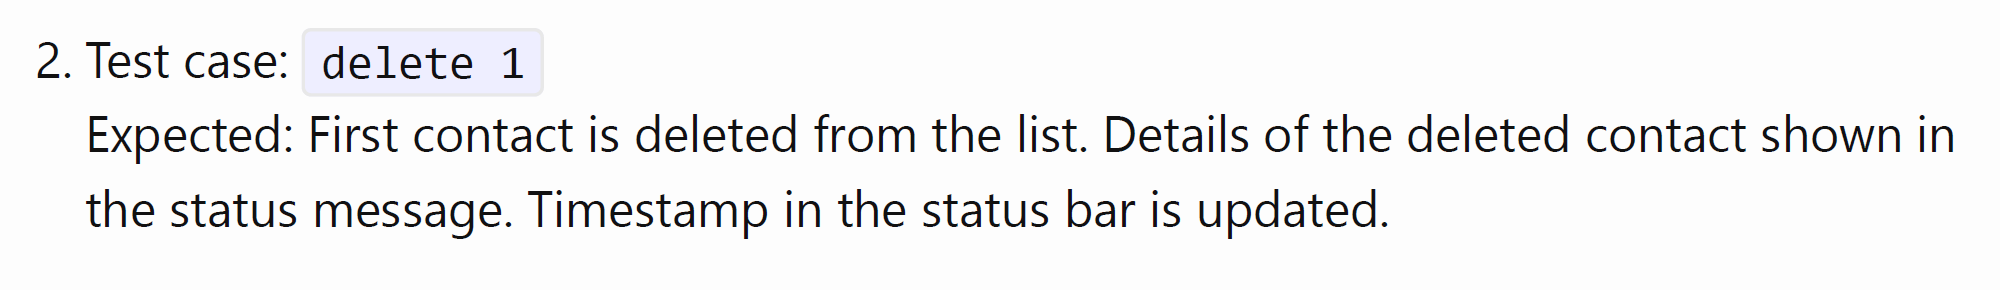 2. Test case: delete 1
Expected: First contact is deleted from the list. Details of the deleted contact shown in
the status message. Timestamp in the status bar is updated.